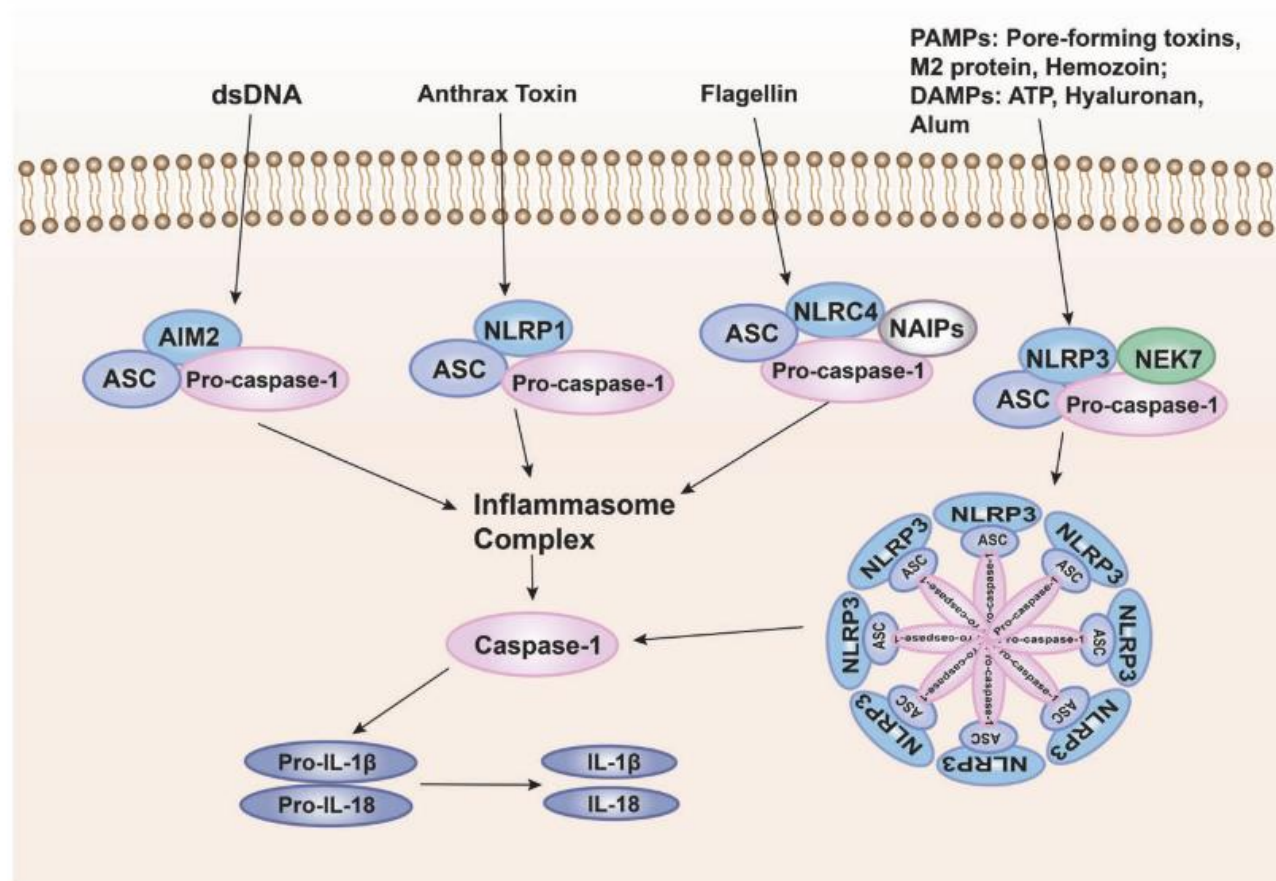 PAMPs: Pore-forming toxins,
M2 protein, Hemozoin;
DAMPs: ATP, Hyaluronan,
Alum
dsDNA
Anthrax Toxin
Flagellin
AIM2
ASC
Pro-caspase-1
NLRP1
ASC
Pro-caspase-1
NLRC4
ASC
NAIPs
Pro-caspase-1
NLRP3
NEK7
ASC
Pro-caspase-1
Inflammasome
Complex
Caspase-1
Pro-IL-1β
Pro-IL-18
IL-1β
IL-18
NLRP3
ASC
NLRP3
ASC
Pro-caspase-1
NLRP3
ASC
NLRP3
ASC
NLRP3
ASC
NLRP3
ASC
NLRP3
ASC
NLRP3
ASC